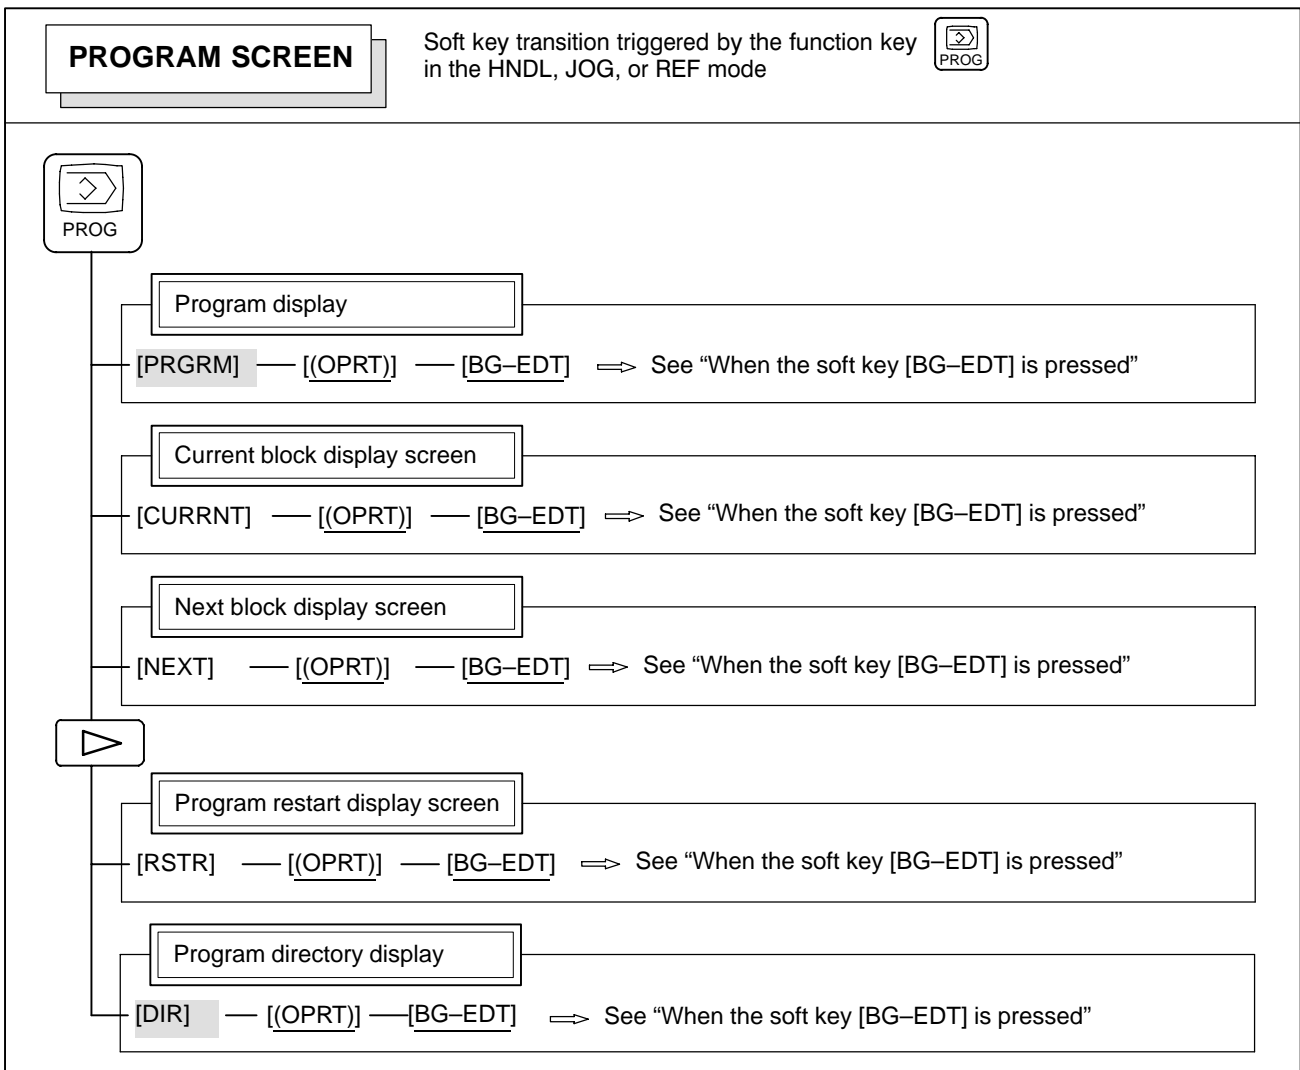 PROGRAM SCREEN
Soft key transition triggered by the function key
in the HNDL, JOG, or REF mode
PROG
PROG
Program display
[PRGRM] [(OPRT)] [BG–EDT] See “When the soft key [BG–EDT] is pressed”
Current block display screen
[CURRNT] [(OPRT)] [BG–EDT] See “When the soft key [BG–EDT] is pressed”
Next block display screen
[NEXT] [(OPRT)] [BG–EDT] See “When the soft key [BG–EDT] is pressed”
Program restart display screen
[RSTR] [(OPRT)] [BG–EDT] See “When the soft key [BG–EDT] is pressed”
Program directory display
[DIR] [(OPRT)] [BG–EDT] See “When the soft key [BG–EDT] is pressed”